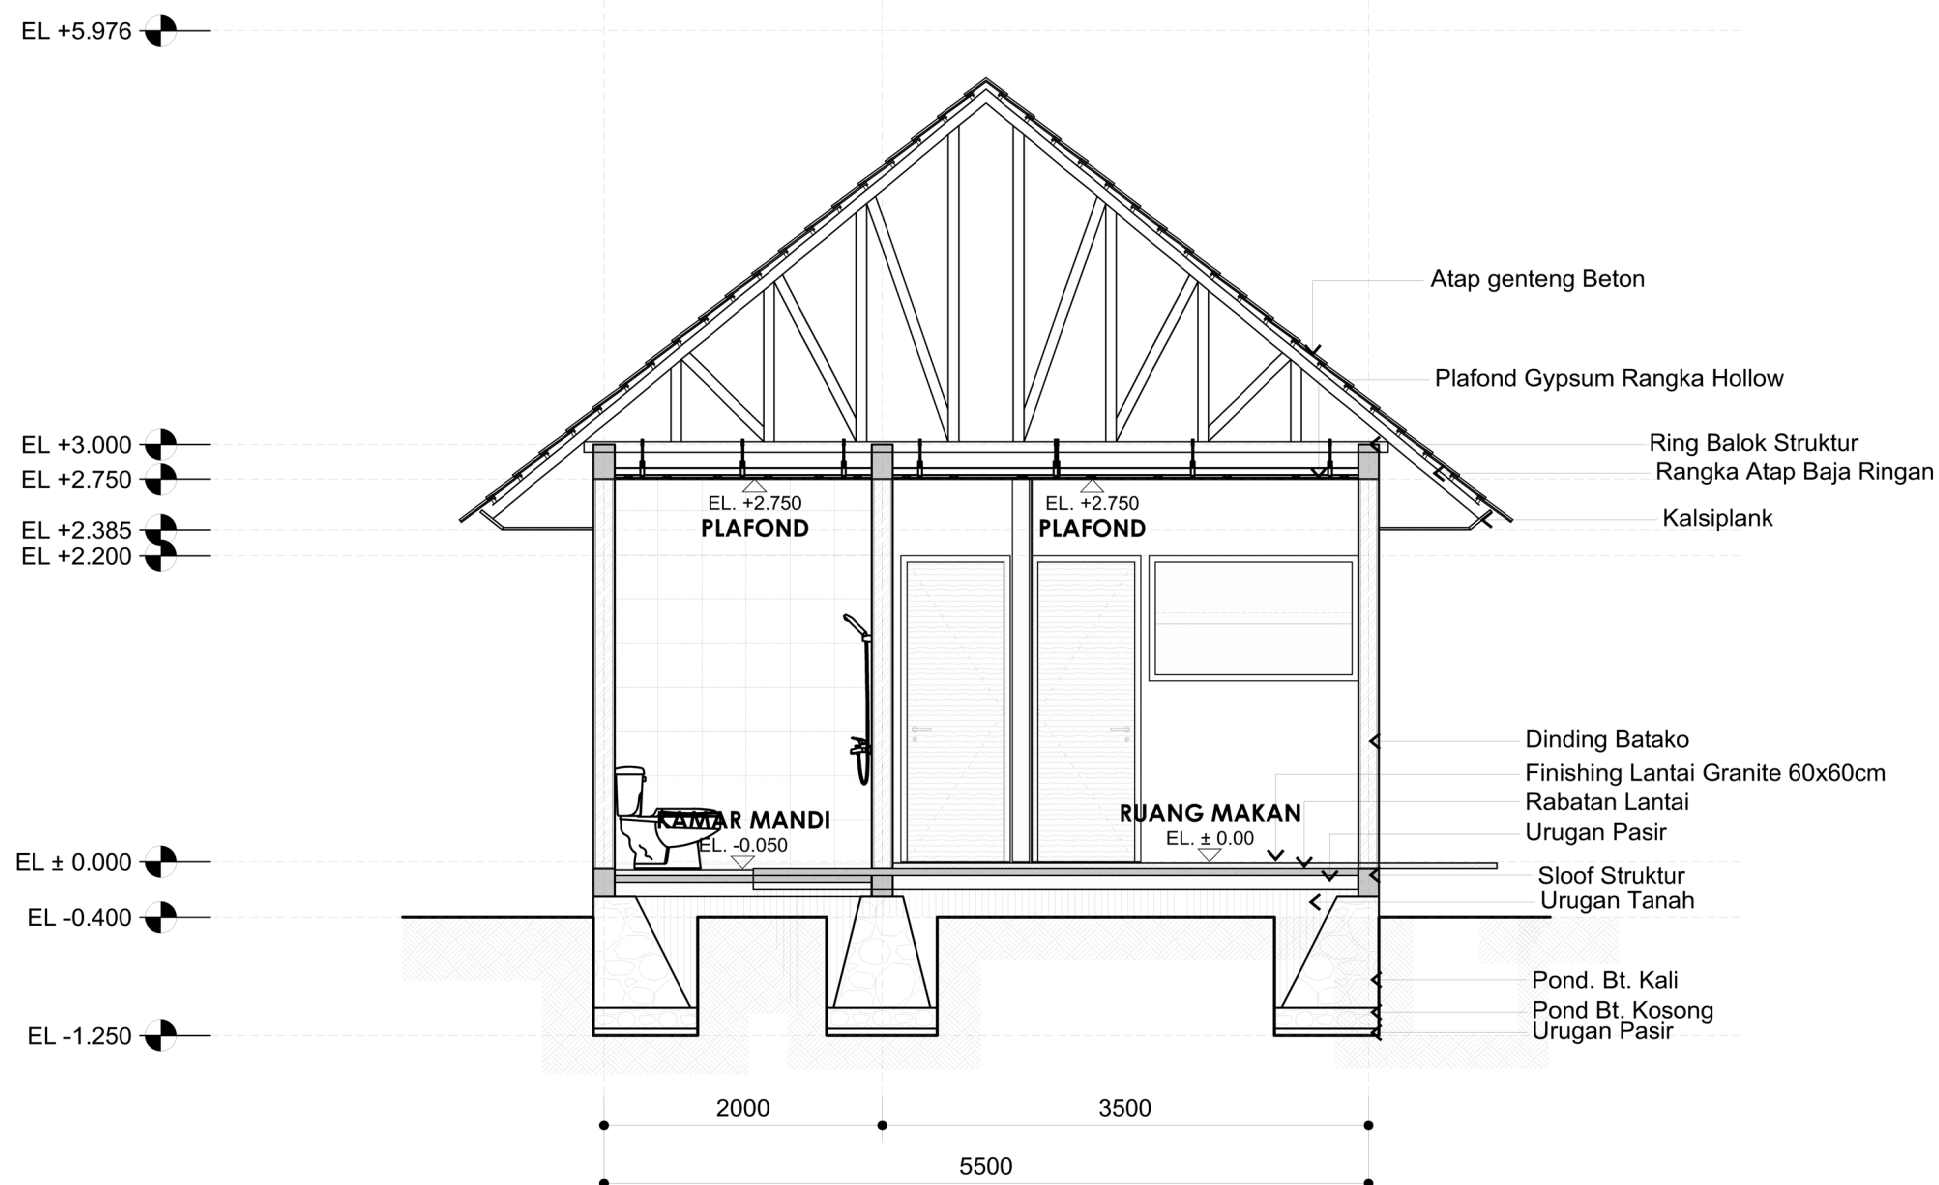 EL +5.976
Atap genteng Beton
Plafond Gypsum Rangka Hollow
EL +3.000
Ring Balok Struktur
Rangka Atap Baja Ringan
EL +2.750
EL. +2.750
PLAFOND
EL. +2.750
PLAFOND
Kalsiplank
EL +2.385
EL +2.200
Dinding Batako
Finishing Lantai Granite 60x60cm
Rabatan Lantai
Urugan Pasir
KAMAR MANDI
EL. -0.050
RUANG MAKAN
EL. ± 0.00
EL ± 0.000
Sloof Struktur
Urugan Tanah
EL -0.400
Pond. Bt. Kali
Pond Bt. Kosong
Urugan Pasir
EL -1.250
2000
3500
5500